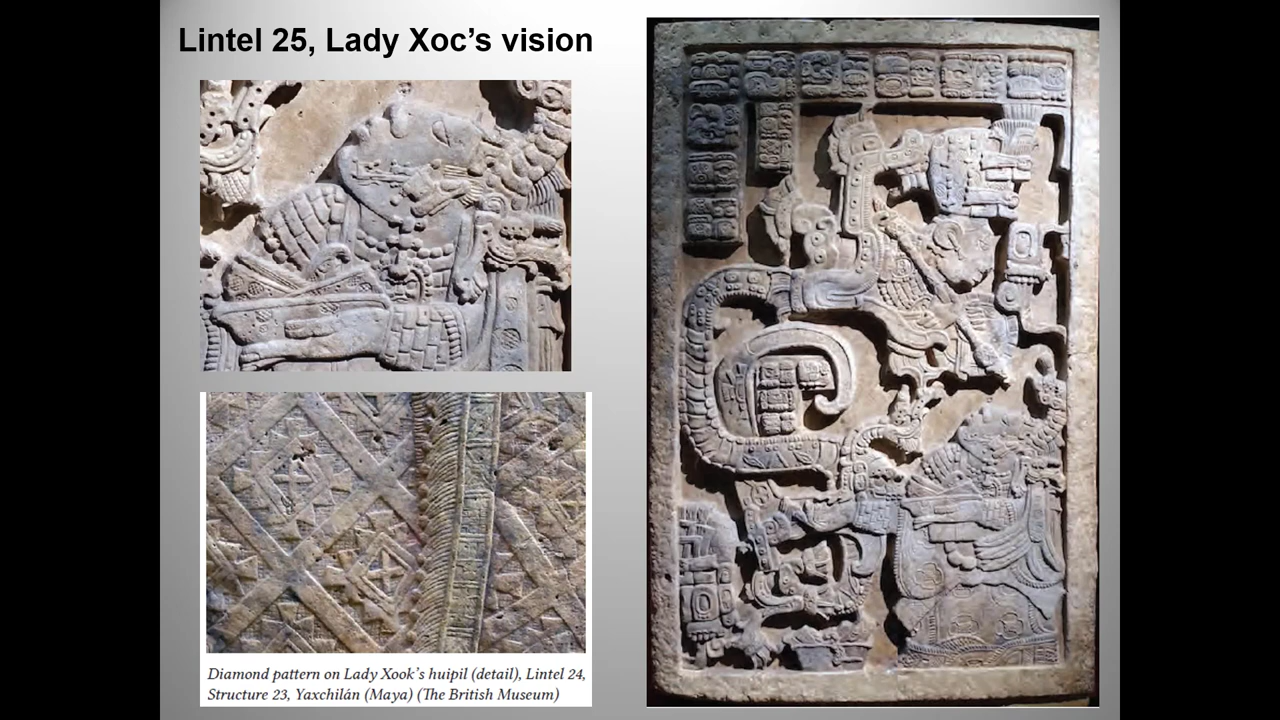 Lintel 25, Lady Xoc’s vision
Diamond pattern on Lady Xook’s huipil (detail), Lintel 24,
Structure 23, Yaxchilán (Maya) (The British Museum)